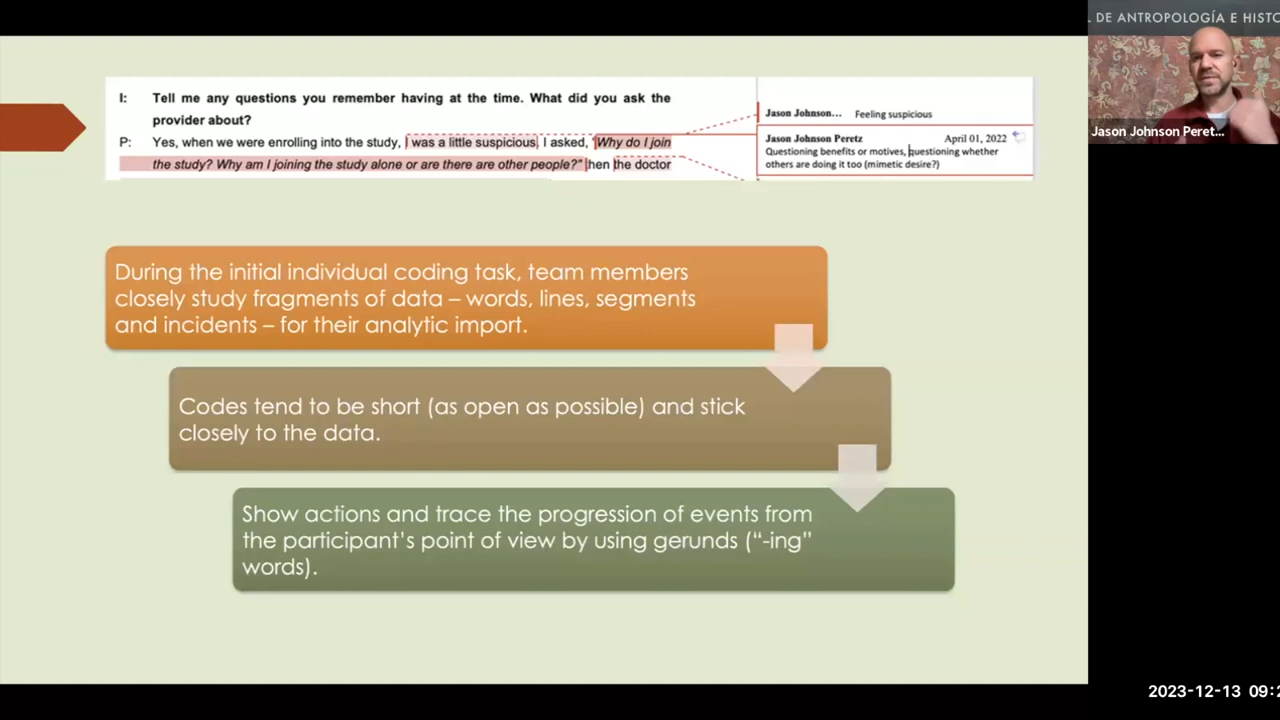 DE ANTROPOLOGÍA E HISTO
Jason Johnson Peret...
I: Tell me any questions you remember having at the time. What did you ask the
provider about?
P: Yes, when we were enrolling into the study, I was a little suspicious. I asked, "Why do I join
the study? Why am I joining the study alone or are there are other people?" then the doctor
Jason Johnson... Feeling suspicious
Jason Johnson Peretz April 01, 2022
Questioning benefits or motives, questioning whether
others are doing it too (mimetic desire?)
During the initial individual coding task, team members
closely study fragments of data – words, lines, segments
and incidents – for their analytic import.
Codes tend to be short (as open as possible) and stick
closely to the data.
Show actions and trace the progression of events from
the participant's point of view by using gerunds (“-ing”
words).
2023-12-13 09:2